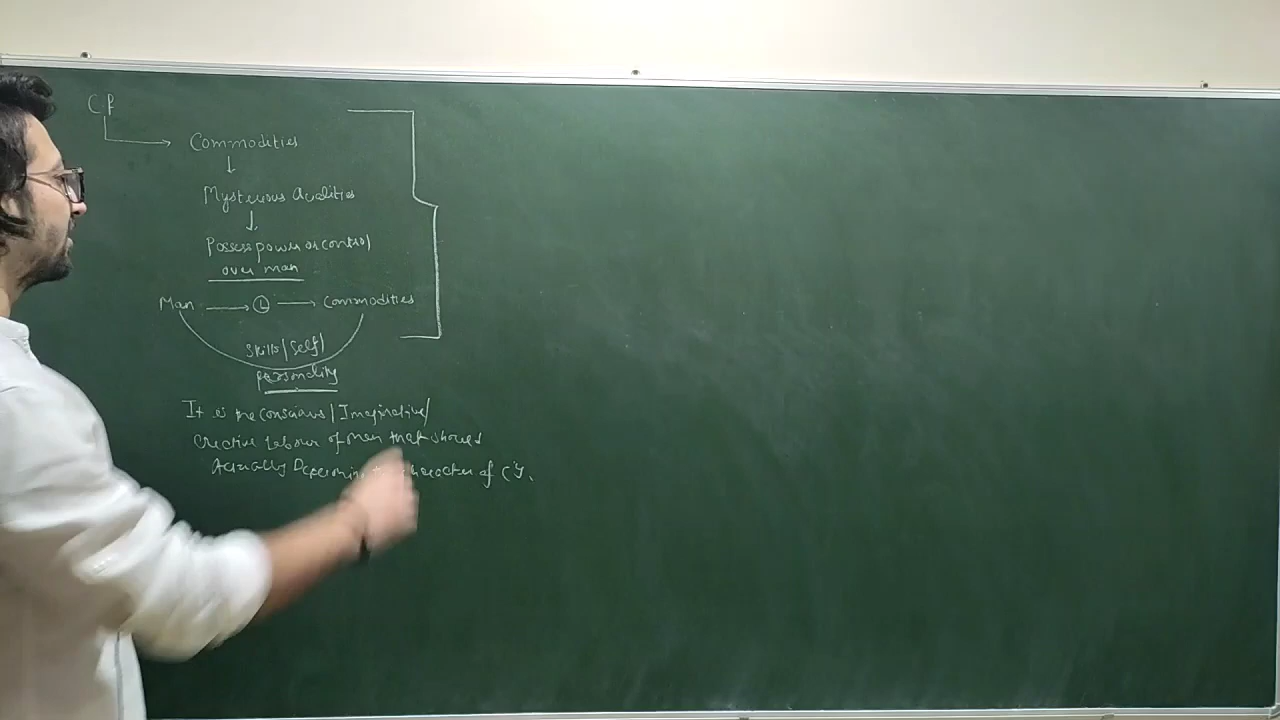 CF
Commodities
Mysterious Qualities
Possess power or control
over man
Man → L → Commodities
Skills/Self/
personality
It is the conscious/Imaginative/
Creative Labour of men that should
Actually Determine character of C'y.